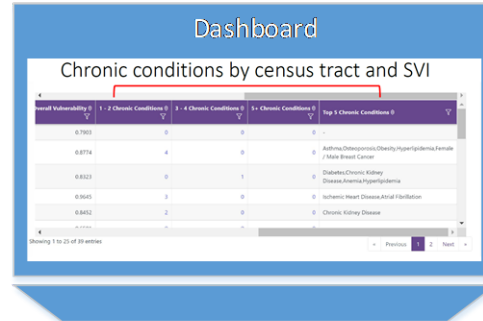 Dashboard
Chronic conditions by census tract and SVI
Overall Vulnerability 1 - 2 Chronic Conditions 3 - 4 Chronic Conditions 5+ Chronic Conditions Top 5 Chronic Conditions
0.7903 0 0 0 -
0.8774 4 0 0 Asthma,Osteoporosis,Obesity,Hyperlipidemia,Female
/ Male Breast Cancer
0.8323 0 1 0 Diabetes,Chronic Kidney
Disease,Anemia,Hyperlipidemia
0.9645 3 0 0 Ischemic Heart Disease,Atrial Fibrillation
0.8452 2 0 0 Chronic Kidney Disease
Showing 1 to 25 of 39 entries « Previous 1 2 Next »